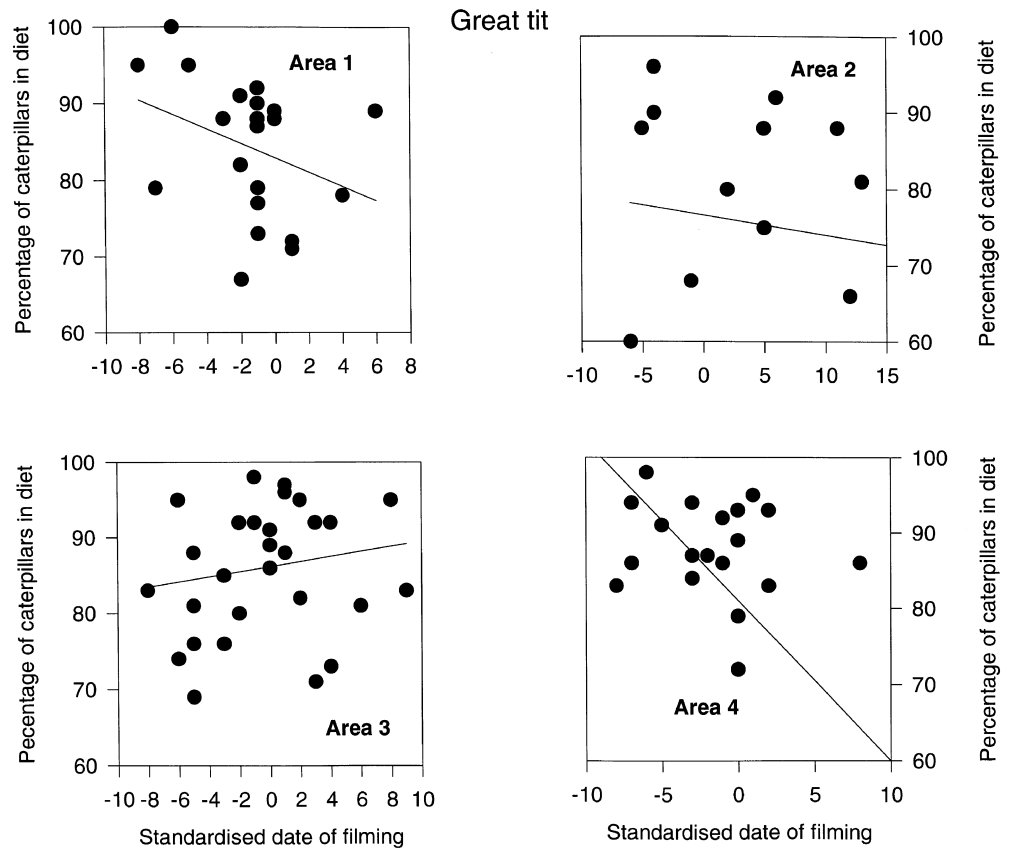 Great tit
Percentage of caterpillars in diet
100
90
80
70
60
Area 1
-10 -8 -6 -4 -2 0 2 4 6 8
Percentage of caterpillars in diet
100
90
80
70
60
Area 2
-10 -5 0 5 10 15
Pecentage of caterpillars in diet
100
90
80
70
60
Area 3
-10 -8 -6 -4 -2 0 2 4 6 8 10
Standardised date of filming
Percentage of caterpillars in diet
100
90
80
70
60
Area 4
-10 -5 0 5 10
Standardised date of filming